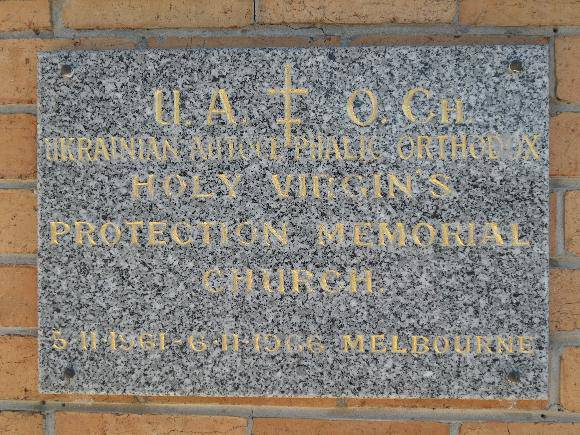 U. A. O. CH.
UKRAINIAN AUTOCEPHALIC ORTHODOX
HOLY VIRGIN'S
PROTECTION MEMORIAL
CHURCH.
5·11·1961-6·11·1966 MELBOURNE